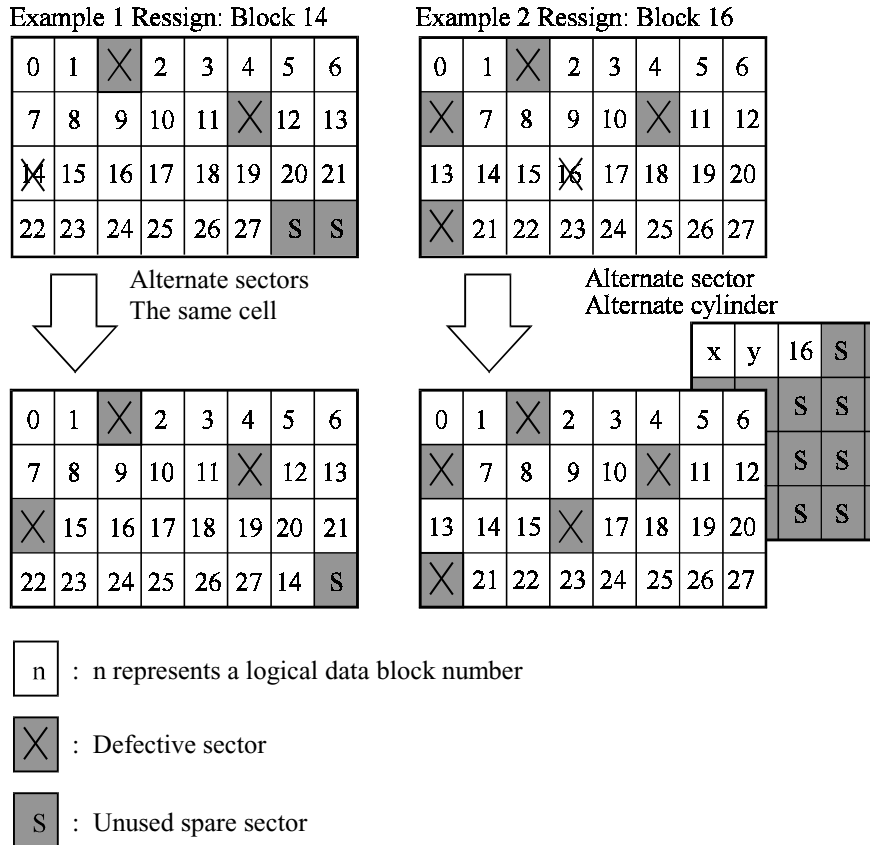 Example 1 Ressign: Block 14
0 1 X 2 3 4 5 6
7 8 9 10 11 X 12 13
14 15 16 17 18 19 20 21
22 23 24 25 26 27 S S
Alternate sectors
The same cell
0 1 X 2 3 4 5 6
7 8 9 10 11 X 12 13
X 15 16 17 18 19 20 21
22 23 24 25 26 27 14 S
Example 2 Ressign: Block 16
0 1 X 2 3 4 5 6
X 7 8 9 10 X 11 12
13 14 15 16 17 18 19 20
X 21 22 23 24 25 26 27
Alternate sector
Alternate cylinder
x y 16 S
S S
S S
S S
0 1 X 2 3 4 5 6
X 7 8 9 10 X 11 12
13 14 15 X 17 18 19 20
X 21 22 23 24 25 26 27
n : n represents a logical data block number
X : Defective sector
S : Unused spare sector